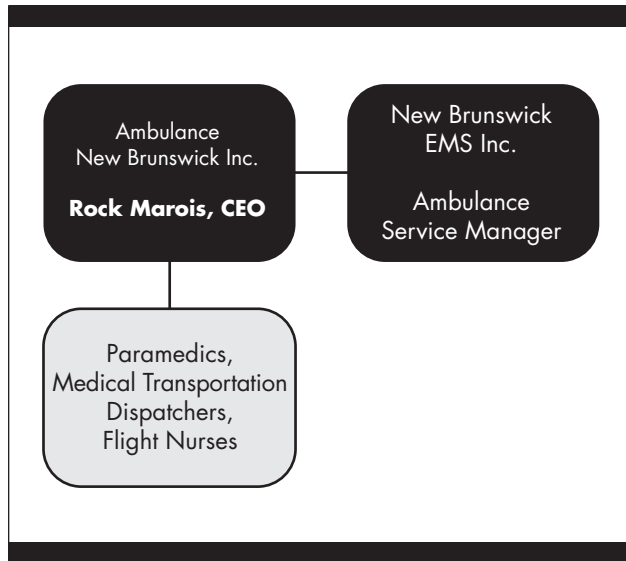 Ambulance
New Brunswick Inc.
Rock Marois, CEO
New Brunswick
EMS Inc.
Ambulance
Service Manager
Paramedics,
Medical Transportation
Dispatchers,
Flight Nurses